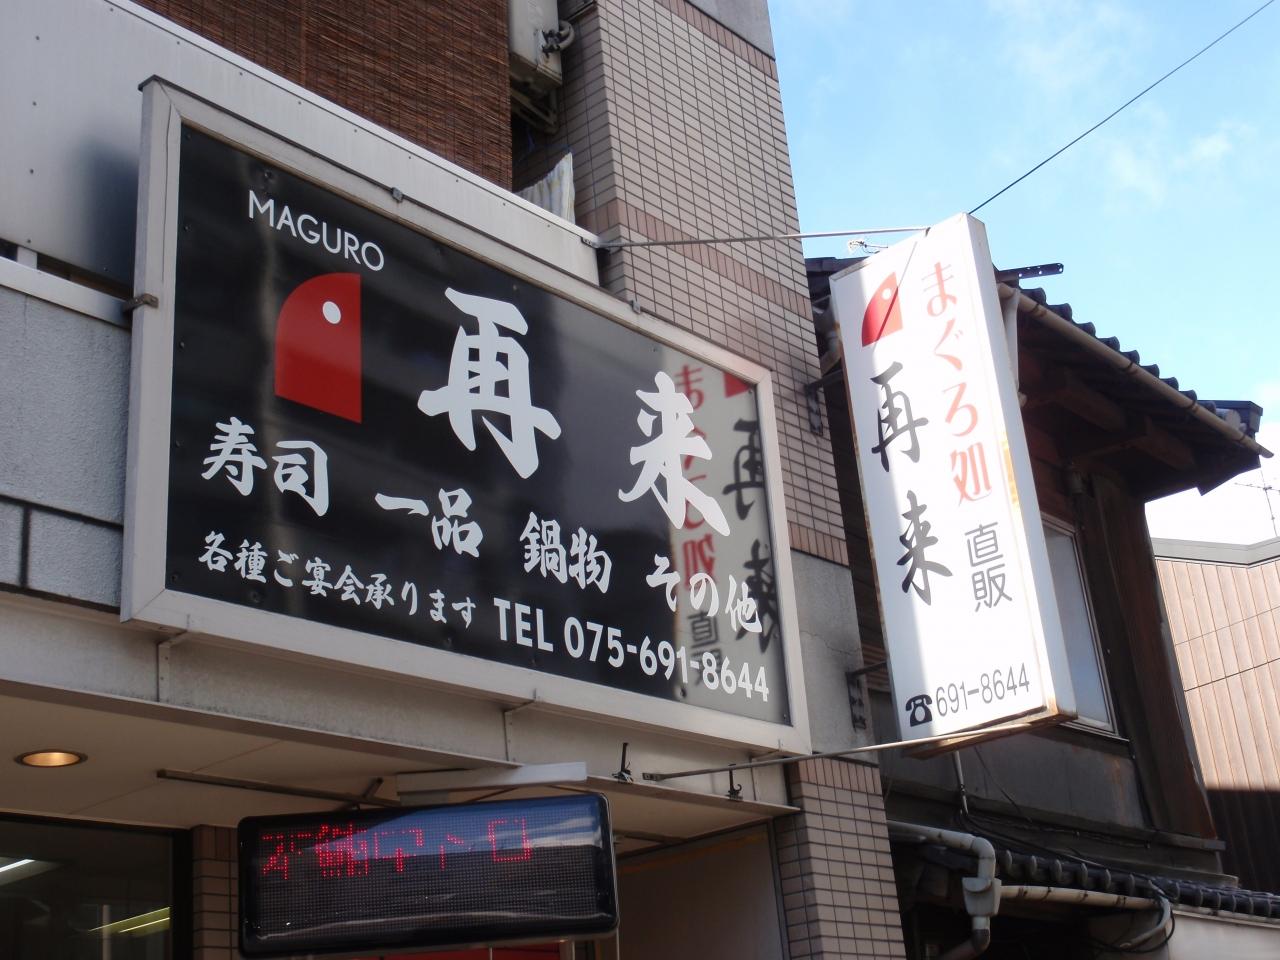 MAGURO
再来
寿司 一品 鍋物 その他
各種ご宴会承ります TEL 075-691-8644
まぐろ処
再来
直販
☎691-8644